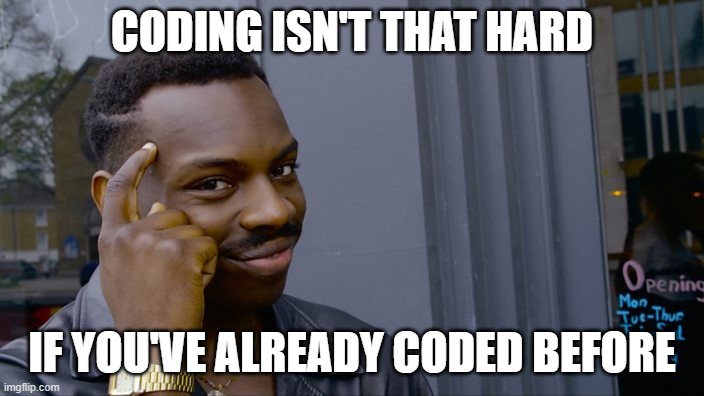 CODING ISN'T THAT HARD
Opening
Mon
Tue-Thur
IF YOU'VE ALREADY CODED BEFORE
imgflip.com